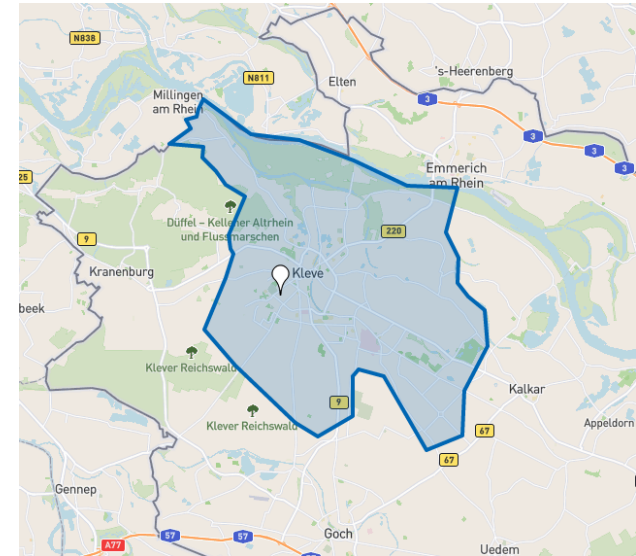 N838
N811
Elten
's-Heerenberg
Millingen
am Rhein
3
3
3
3
Emmerich
am Rhein
25
Düffel – Kellener Altrhein
und Flussmarschen
220
9
Kranenburg
Kleve
beek
Klever Reichswald
Kalkar
9
Klever Reichswald
67
Appeldorn
67
Gennep
57
57
A77
Goch
Uedem